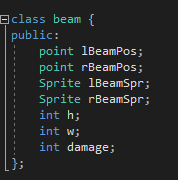 class beam {
public:
    point lBeamPos;
    point rBeamPos;
    Sprite lBeamSpr;
    Sprite rBeamSpr;
    int h;
    int w;
    int damage;
};